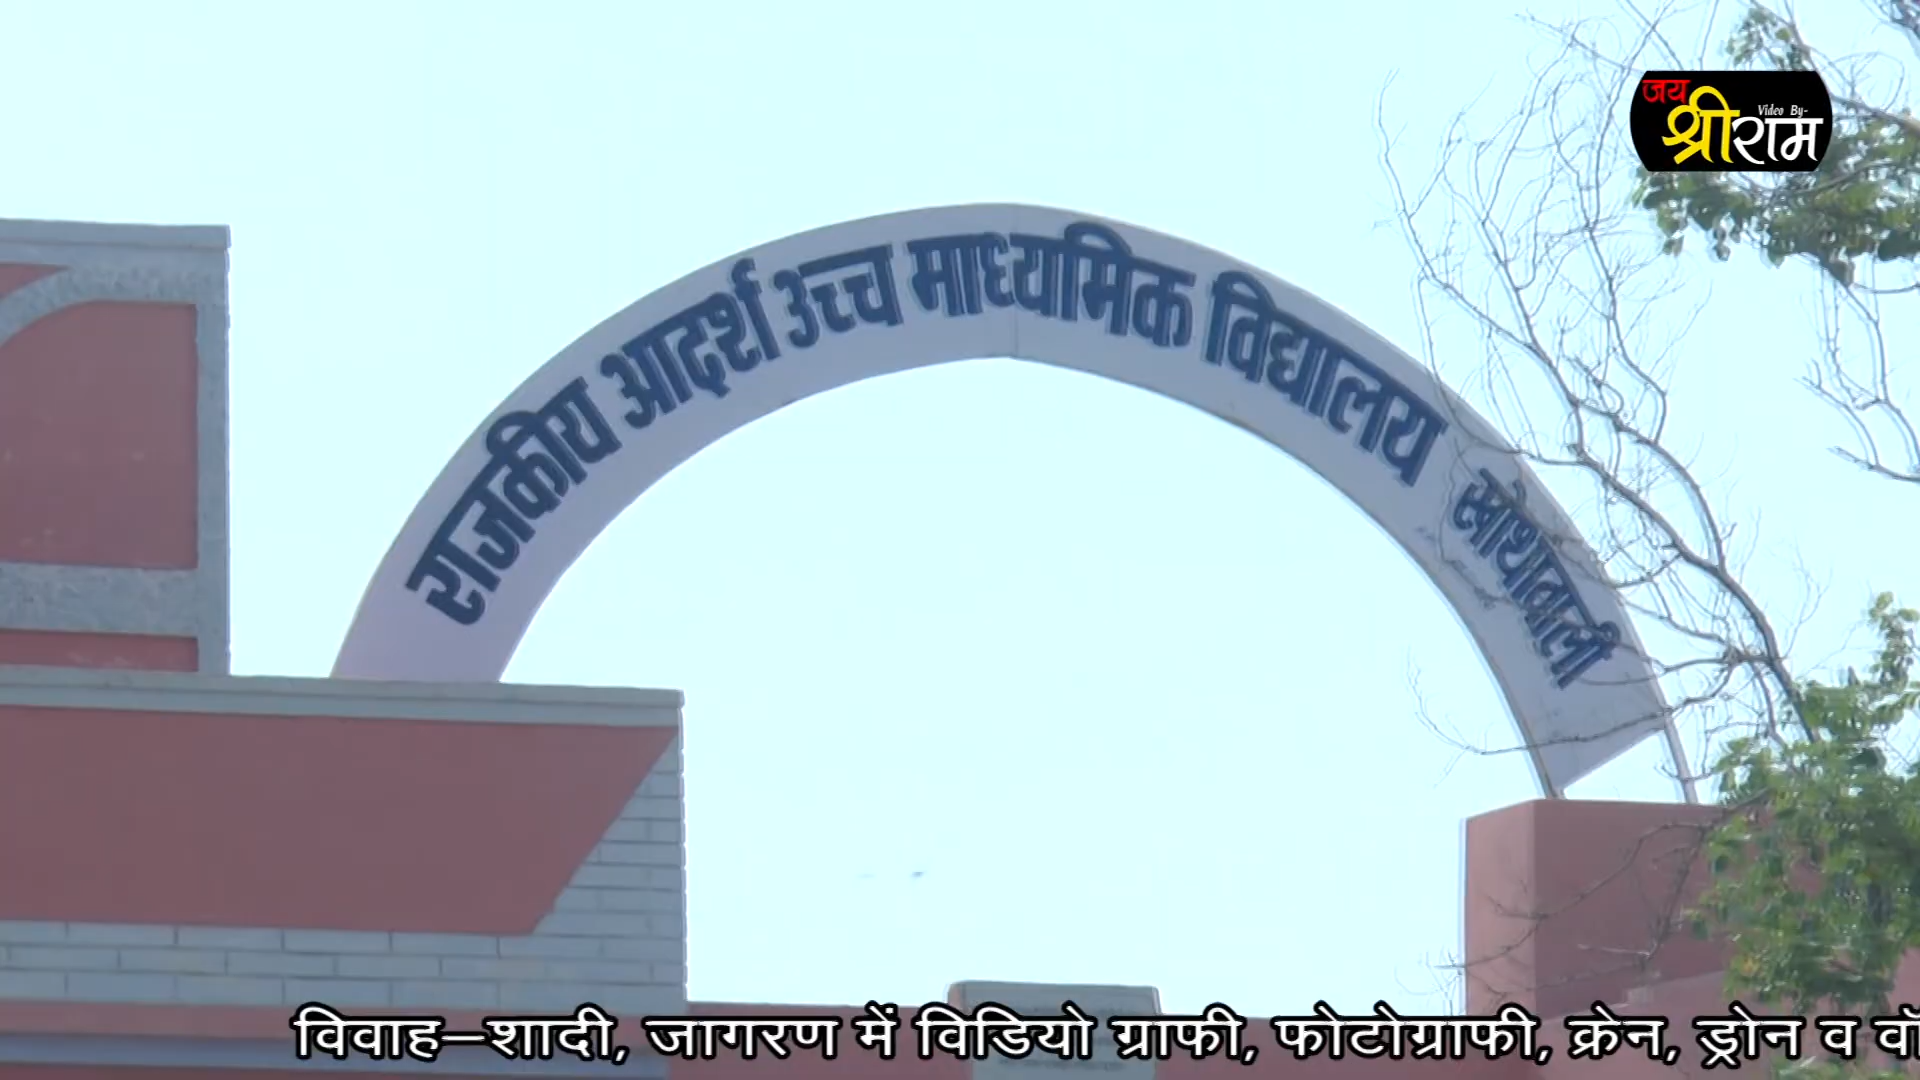 जय
Video By-
श्रीराम
राजकीय आदर्श उच्च माध्यमिक विद्यालय सोथावाली
विवाह–शादी, जागरण में विडियो ग्राफी, फोटोग्राफी, क्रेन, ड्रोन व